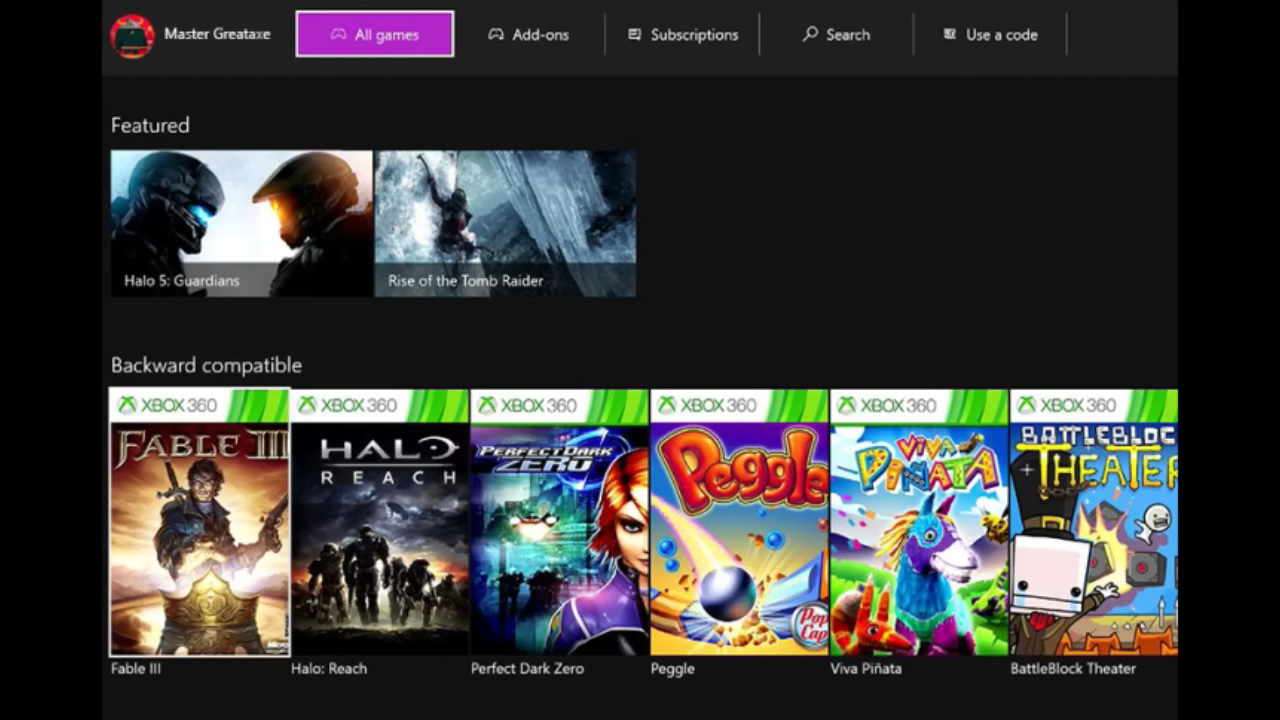 Master Greataxe
All games
Add-ons
Subscriptions
Search
Use a code
Featured
Halo 5: Guardians
Rise of the Tomb Raider
Backward compatible
XBOX 360
XBOX 360
XBOX 360
XBOX 360
XBOX 360
XBOX 360
FABLE III
HALO
REACH
PERFECT DARK
ZERO
Peggle
Pop
Cap
VIVA
PIÑATA
BATTLEBLOC
THEATER
Fable III
Halo: Reach
Perfect Dark Zero
Peggle
Viva Piñata
BattleBlock Theater